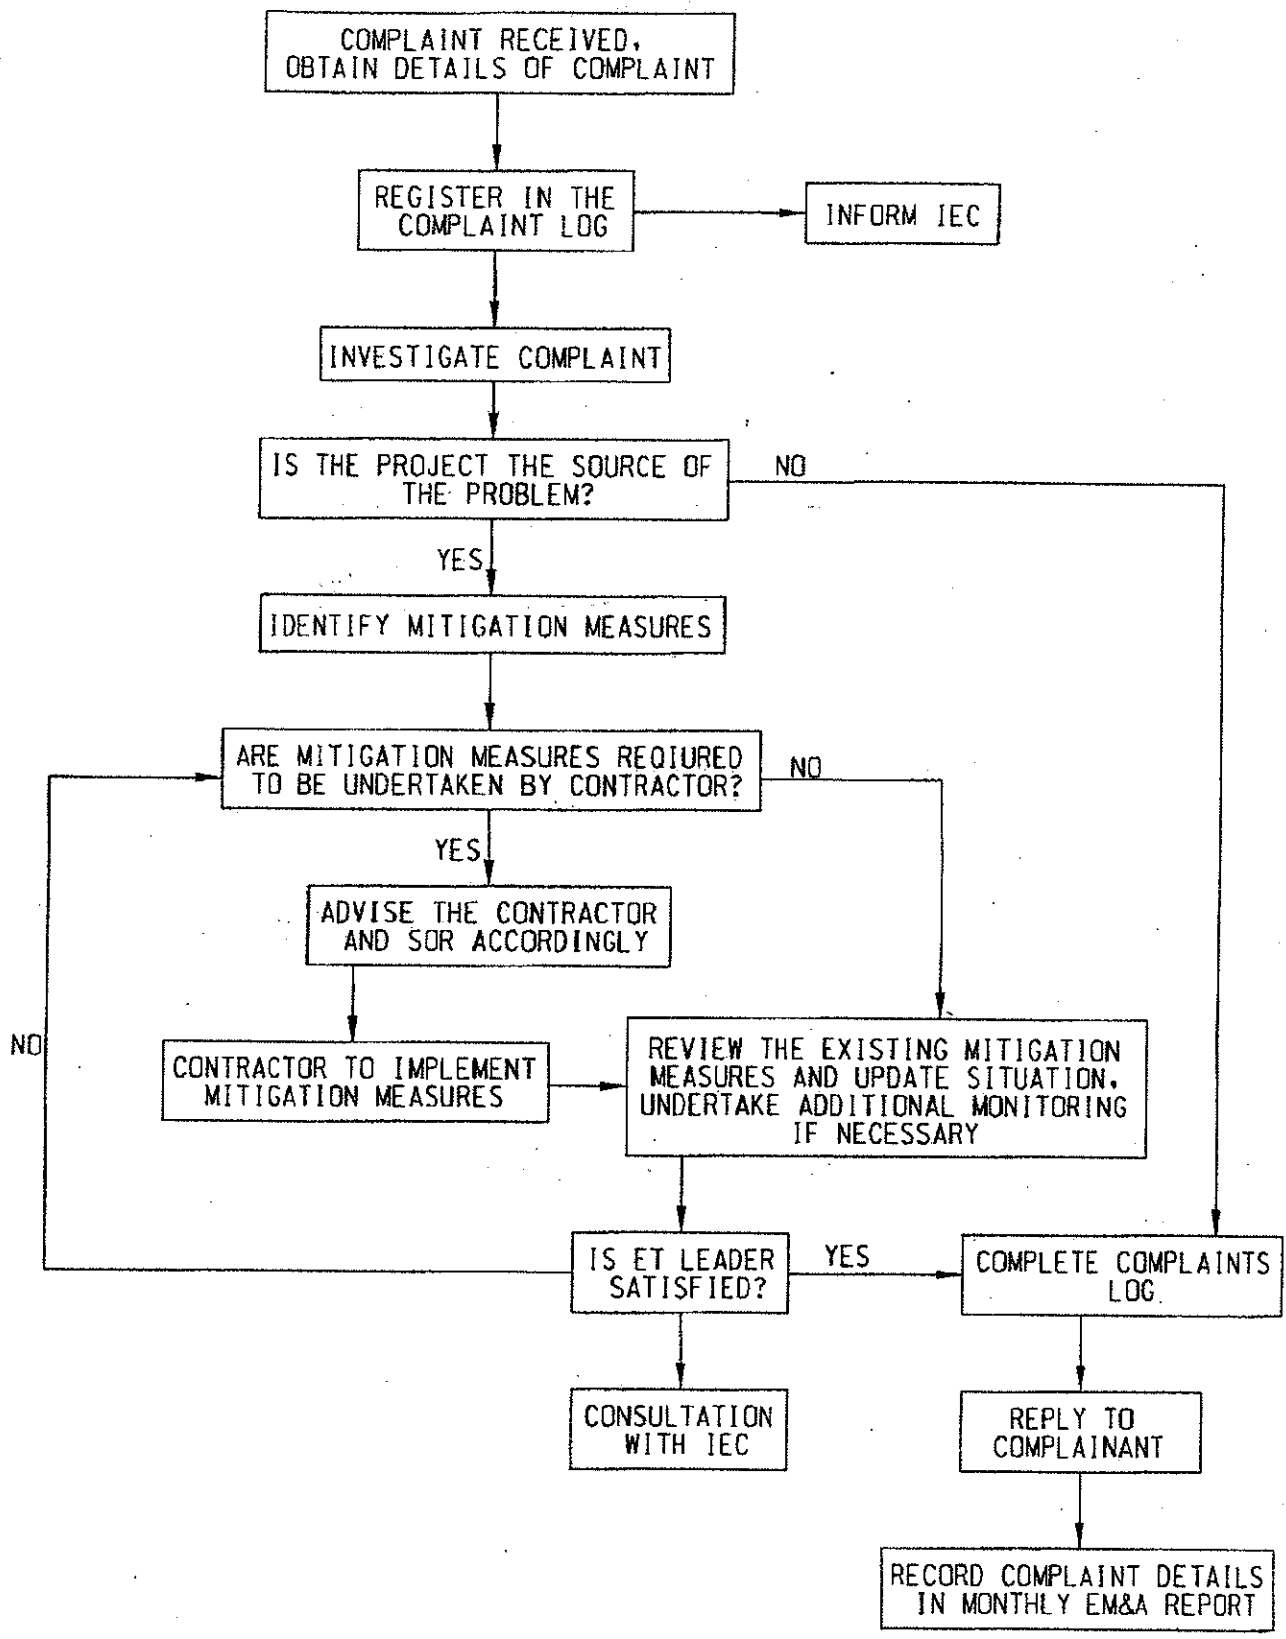 COMPLAINT RECEIVED,
OBTAIN DETAILS OF COMPLAINT
REGISTER IN THE
COMPLAINT LOG
INFORM IEC
INVESTIGATE COMPLAINT
IS THE PROJECT THE SOURCE OF
THE PROBLEM?
NO
YES
IDENTIFY MITIGATION MEASURES
ARE MITIGATION MEASURES REQIURED
TO BE UNDERTAKEN BY CONTRACTOR?
NO
YES
ADVISE THE CONTRACTOR
AND SOR ACCORDINGLY
NO
CONTRACTOR TO IMPLEMENT
MITIGATION MEASURES
REVIEW THE EXISTING MITIGATION
MEASURES AND UPDATE SITUATION.
UNDERTAKE ADDITIONAL MONITORING
IF NECESSARY
IS ET LEADER
SATISFIED?
YES
COMPLETE COMPLAINTS
LOG.
CONSULTATION
WITH IEC
REPLY TO
COMPLAINANT
RECORD COMPLAINT DETAILS
IN MONTHLY EM&A REPORT